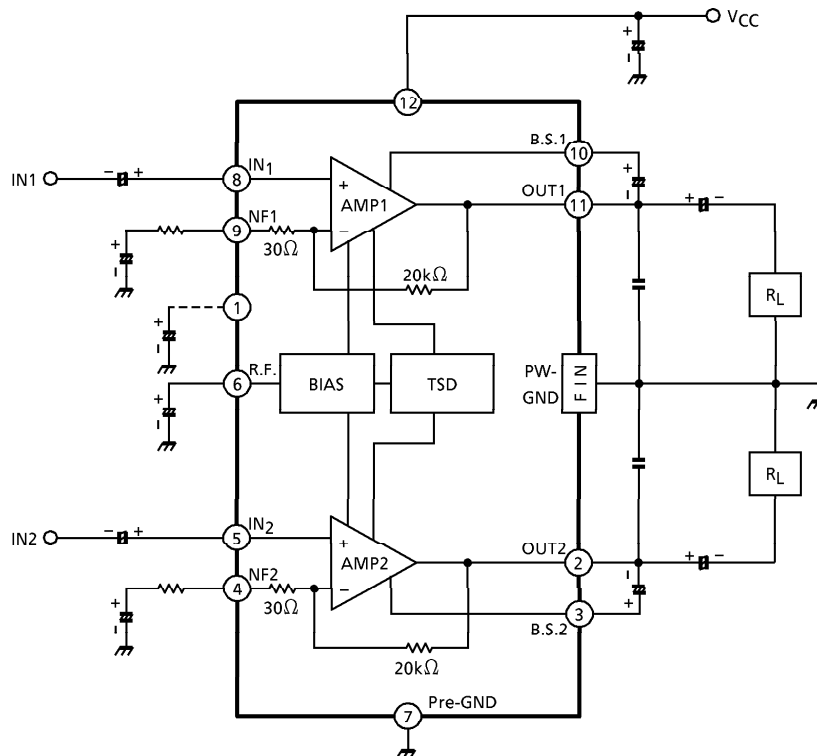 VCC
12
B.S.1
10
IN1
IN1
8
AMP1
OUT1
11
NF1
9
30Ω
20kΩ
RL
1
R.F.
6
BIAS
TSD
PW-
GND
FIN
RL
IN2
IN2
5
AMP2
OUT2
2
NF2
4
30Ω
3
B.S.2
20kΩ
Pre-GND
7